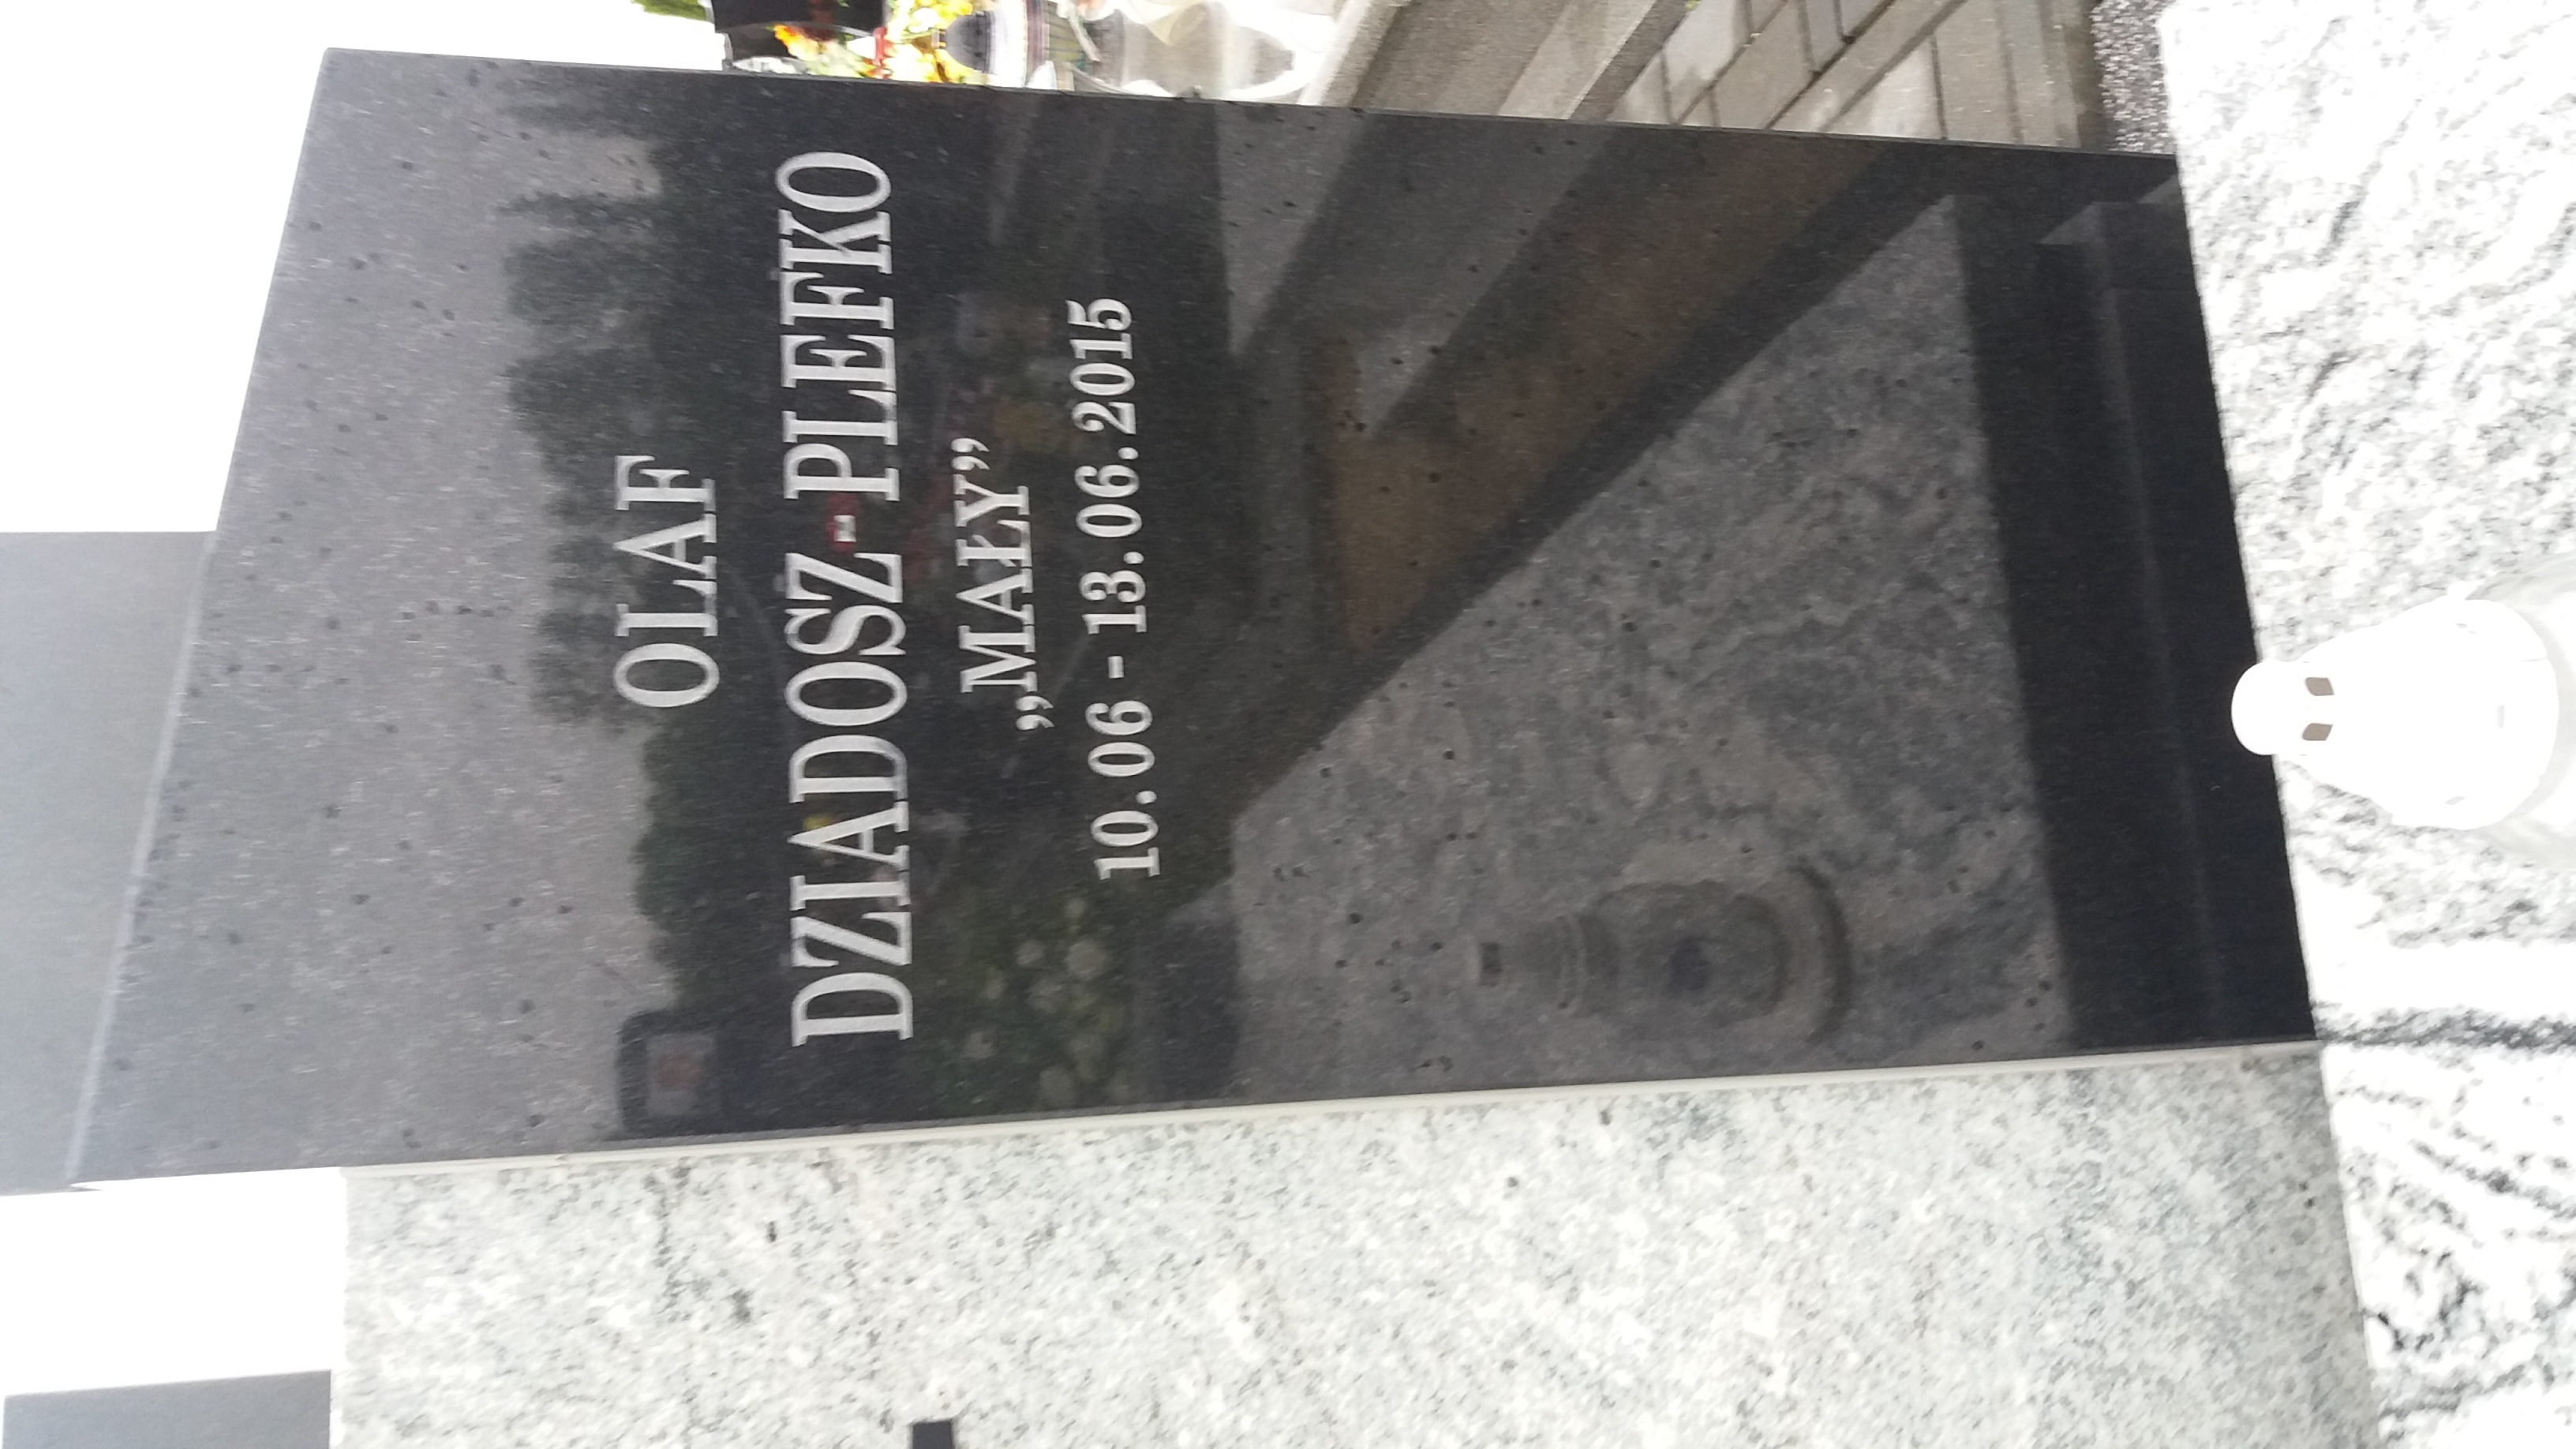 OLAF
DZIADOSZ - PLEFKO
„MAŁY”
10.06 - 13.06.2015